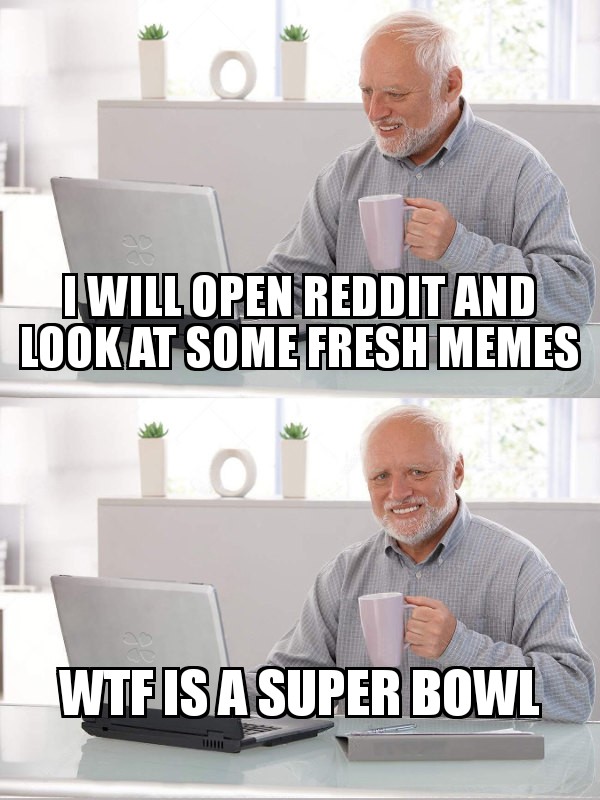 I WILL OPEN REDDIT AND
LOOK AT SOME FRESH MEMES
WTF IS A SUPER BOWL